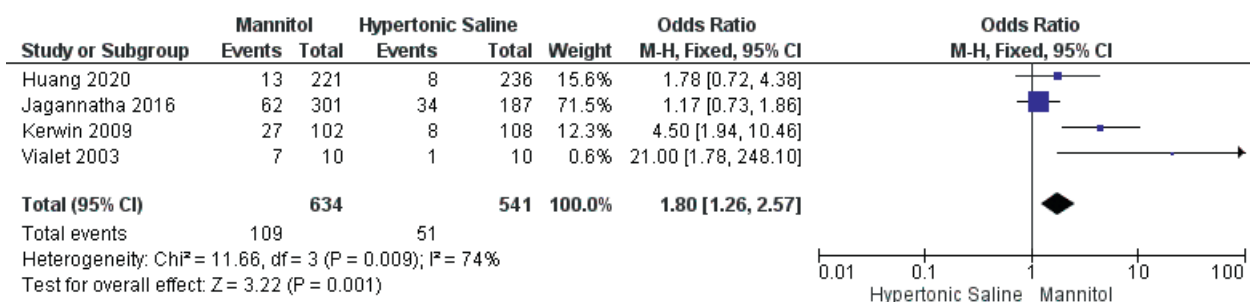 Mannitol Hypertonic Saline Odds Ratio Odds Ratio
Study or Subgroup Events Total Events Total Weight M-H, Fixed, 95% CI M-H, Fixed, 95% CI
Huang 2020 13 221 8 236 15.6% 1.78 [0.72, 4.38]
Jagannatha 2016 62 301 34 187 71.5% 1.17 [0.73, 1.86]
Kerwin 2009 27 102 8 108 12.3% 4.50 [1.94, 10.46]
Vialet 2003 7 10 1 10 0.6% 21.00 [1.78, 248.10]
Total (95% CI) 634 541 100.0% 1.80 [1.26, 2.57]
Total events 109 51
Heterogeneity: Chi² = 11.66, df = 3 (P = 0.009); I² = 74%
Test for overall effect: Z = 3.22 (P = 0.001)
0.01 0.1 1 10 100
Hypertonic Saline Mannitol